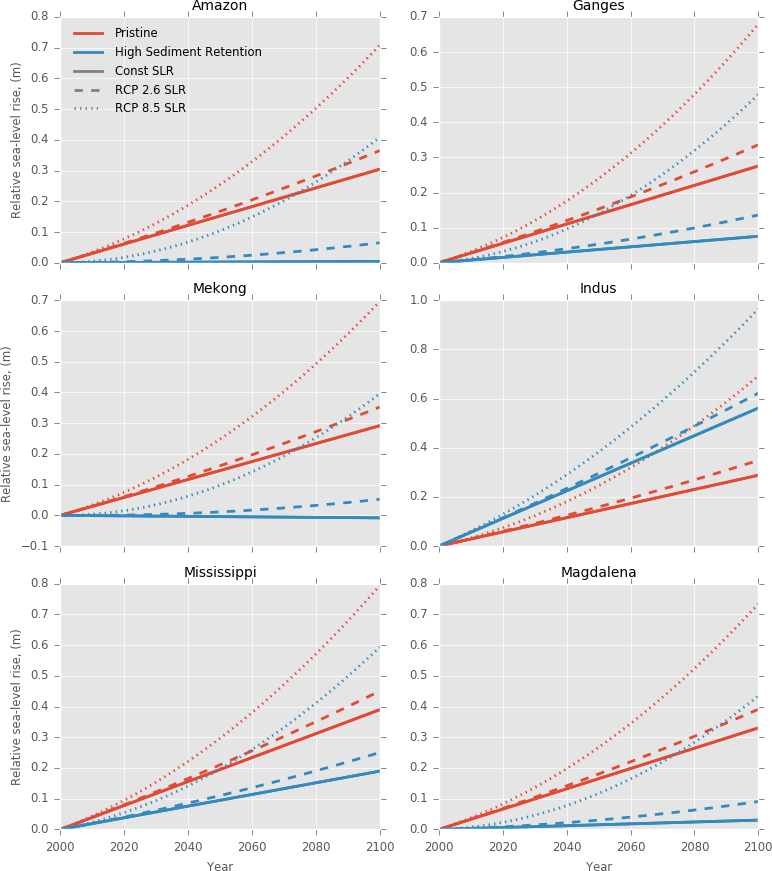 Amazon
Ganges
0.8
0.7
0.6
0.5
0.4
0.3
0.2
0.1
0.0
Relative sea-level rise, (m)
Pristine
High Sediment Retention
Const SLR
RCP 2.6 SLR
RCP 8.5 SLR
0.7
0.6
0.5
0.4
0.3
0.2
0.1
0.0
Mekong
Indus
0.7
0.6
0.5
0.4
0.3
0.2
0.1
0.0
−0.1
Relative sea-level rise, (m)
1.0
0.8
0.6
0.4
0.2
0.0
Mississippi
Magdalena
0.8
0.7
0.6
0.5
0.4
0.3
0.2
0.1
0.0
Relative sea-level rise, (m)
2000 2020 2040 2060 2080 2100
Year
0.8
0.7
0.6
0.5
0.4
0.3
0.2
0.1
0.0
2000 2020 2040 2060 2080 2100
Year